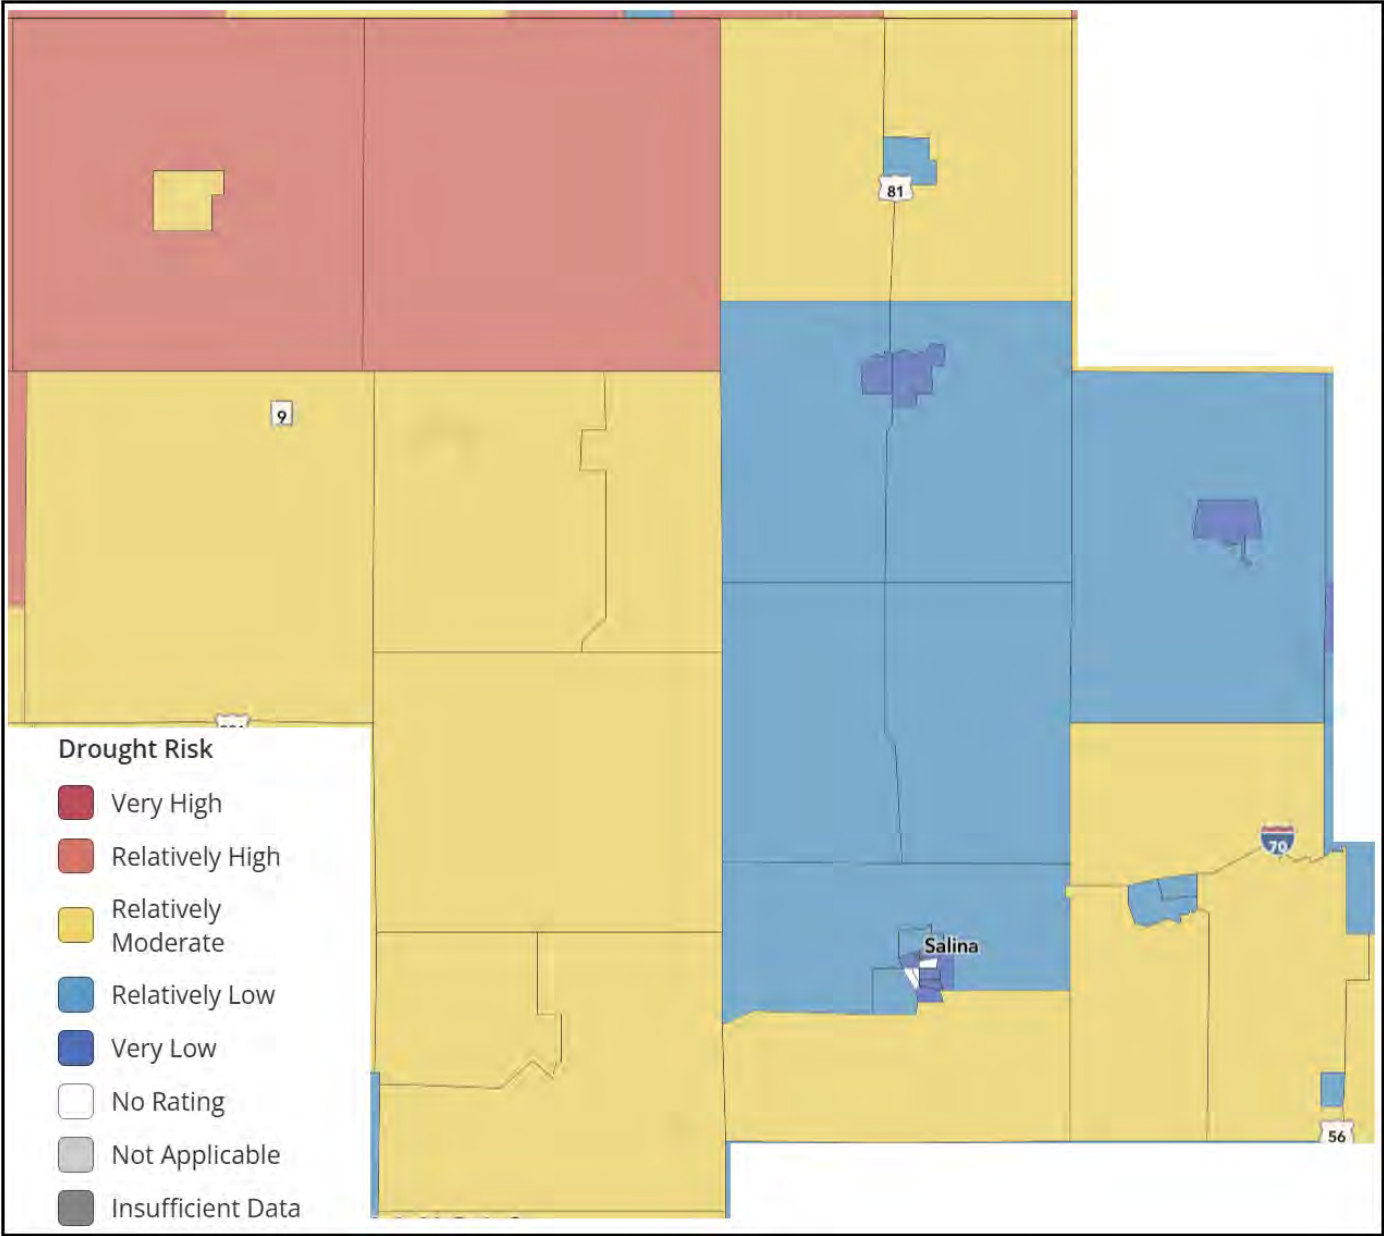 81
9
70
Salina
56
Drought Risk
Very High
Relatively High
Relatively
Moderate
Relatively Low
Very Low
No Rating
Not Applicable
Insufficient Data